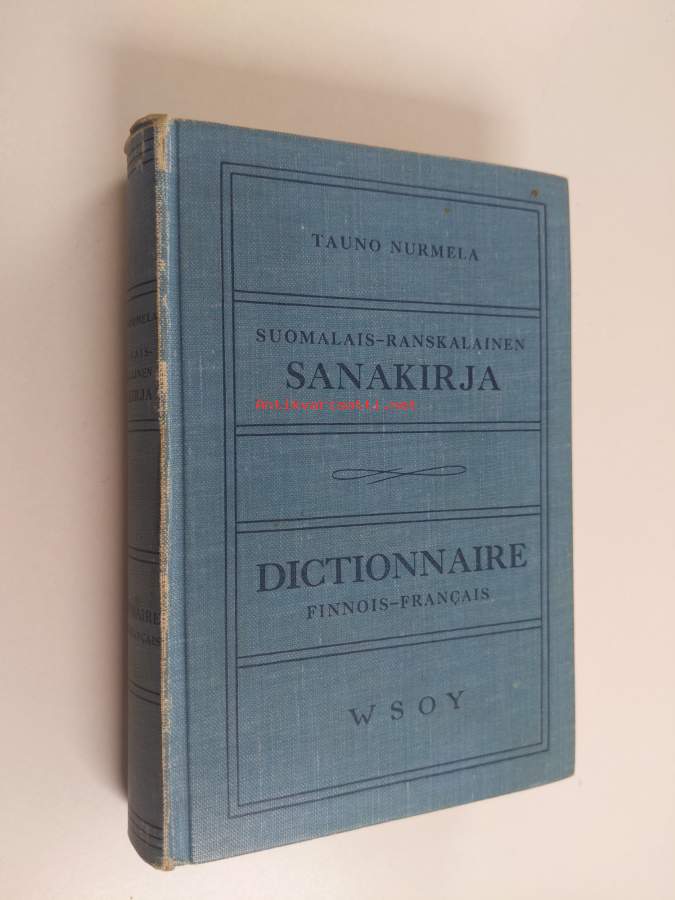 TAUNO NURMELA
SUOMALAIS-RANSKALAINEN
SANAKIRJA
Antikvariaatti.net
DICTIONNAIRE
FINNOIS-FRANÇAIS
WSOY